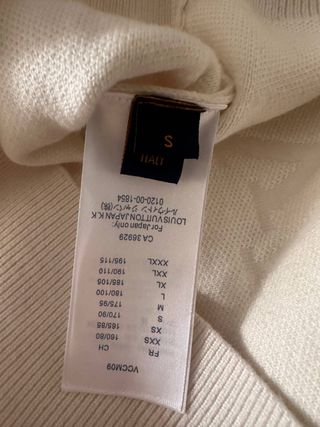 S
VCCM09
FR CH
XXS 160/80
XS 165/85
S 170/90
M 175/95
L 180/100
XL 185/105
XXL 190/110
XXXL 195/115
CA 36929
For Japan only:
LOUIS VUITTON JAPAN K.K
ルイヴィトン ジャパン(株)
0120-00-1854